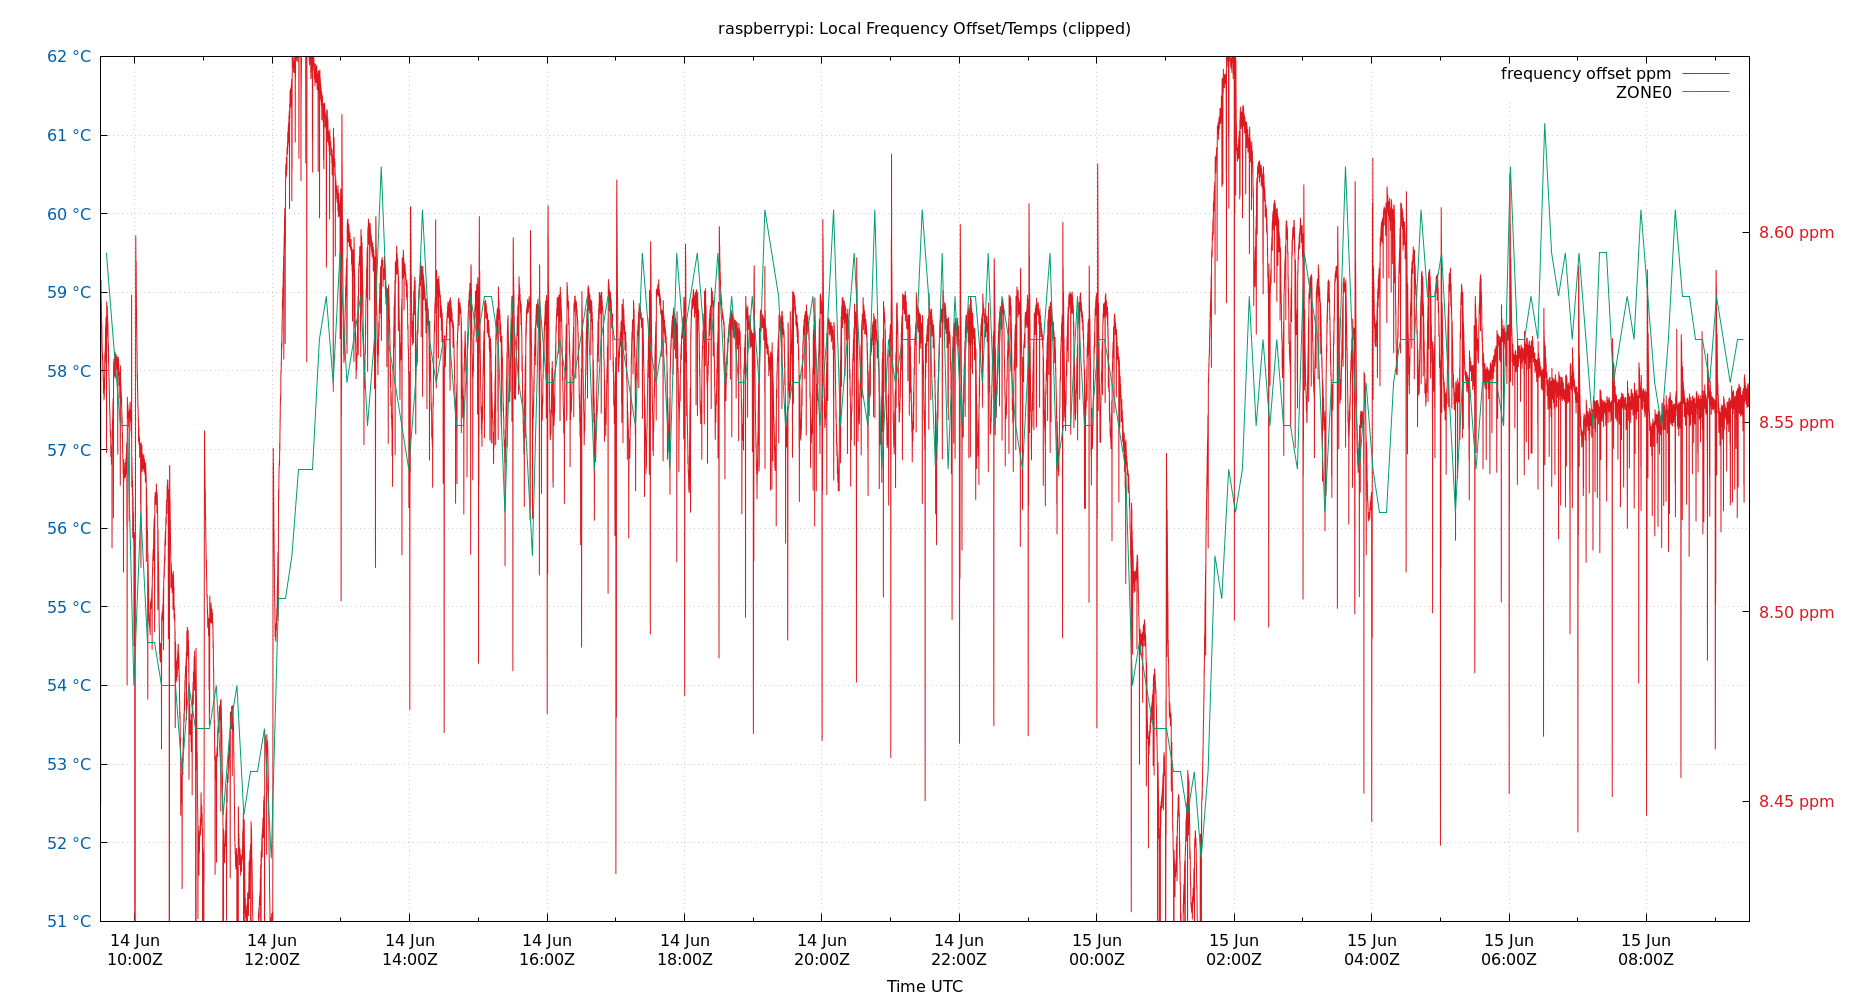 raspberrypi: Local Frequency Offset/Temps (clipped)
frequency offset ppm
ZONE0
62 °C
61 °C
60 °C
59 °C
58 °C
57 °C
56 °C
55 °C
54 °C
53 °C
52 °C
51 °C
8.60 ppm
8.55 ppm
8.50 ppm
8.45 ppm
14 Jun 14 Jun 14 Jun 14 Jun 14 Jun 14 Jun 14 Jun 15 Jun 15 Jun 15 Jun 15 Jun 15 Jun
10:00Z 12:00Z 14:00Z 16:00Z 18:00Z 20:00Z 22:00Z 00:00Z 02:00Z 04:00Z 06:00Z 08:00Z
Time UTC